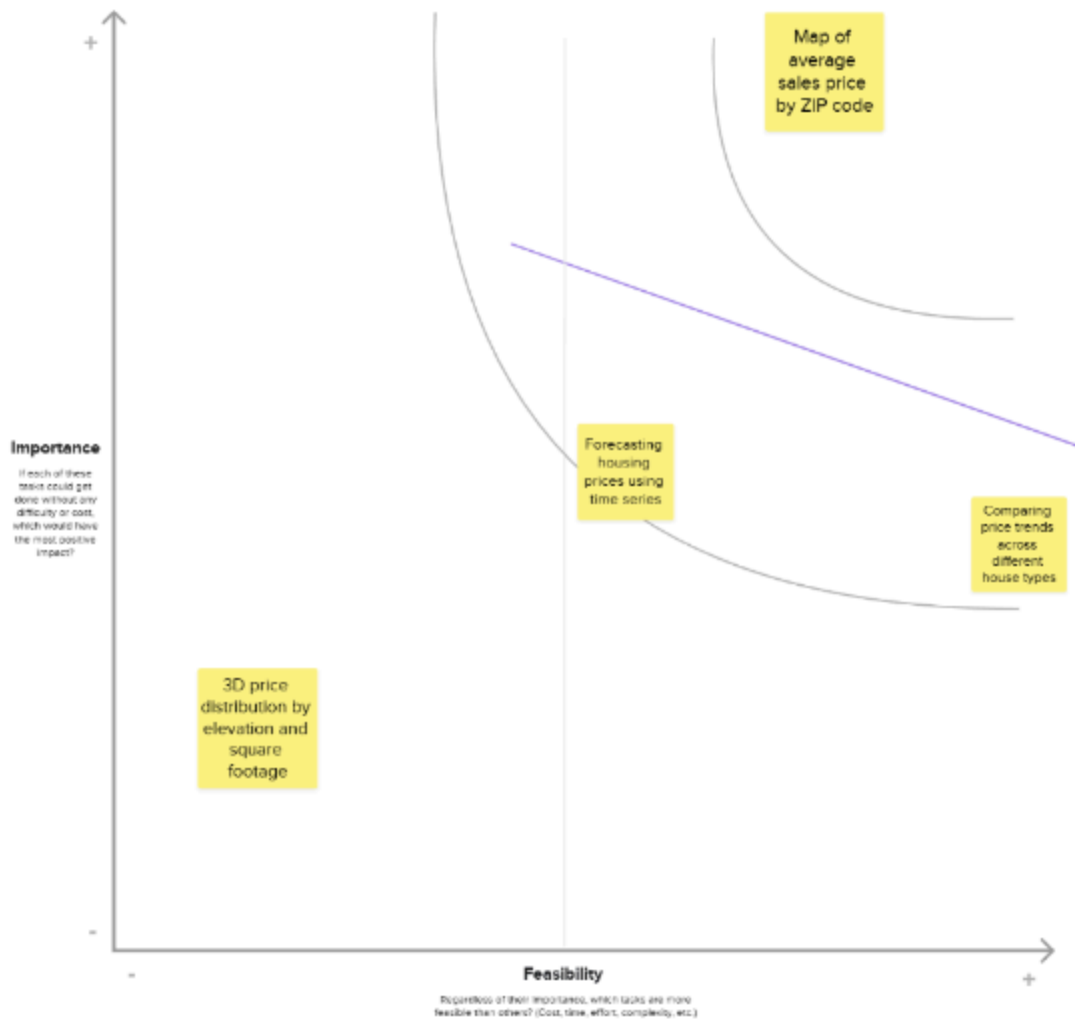 +
Map of
average
sales price
by ZIP code
Importance
If each of these
tasks could get
done without any
difficulty or cost,
which would have
the most positive
impact?
Forecasting
housing
prices using
time series
Comparing
price trends
across
different
house types
3D price
distribution by
elevation and
square
footage
-
-
Feasibility
+
Regardless of their importance, which tasks are more
feasible than others? (Cost, time, effort, complexity, etc.)